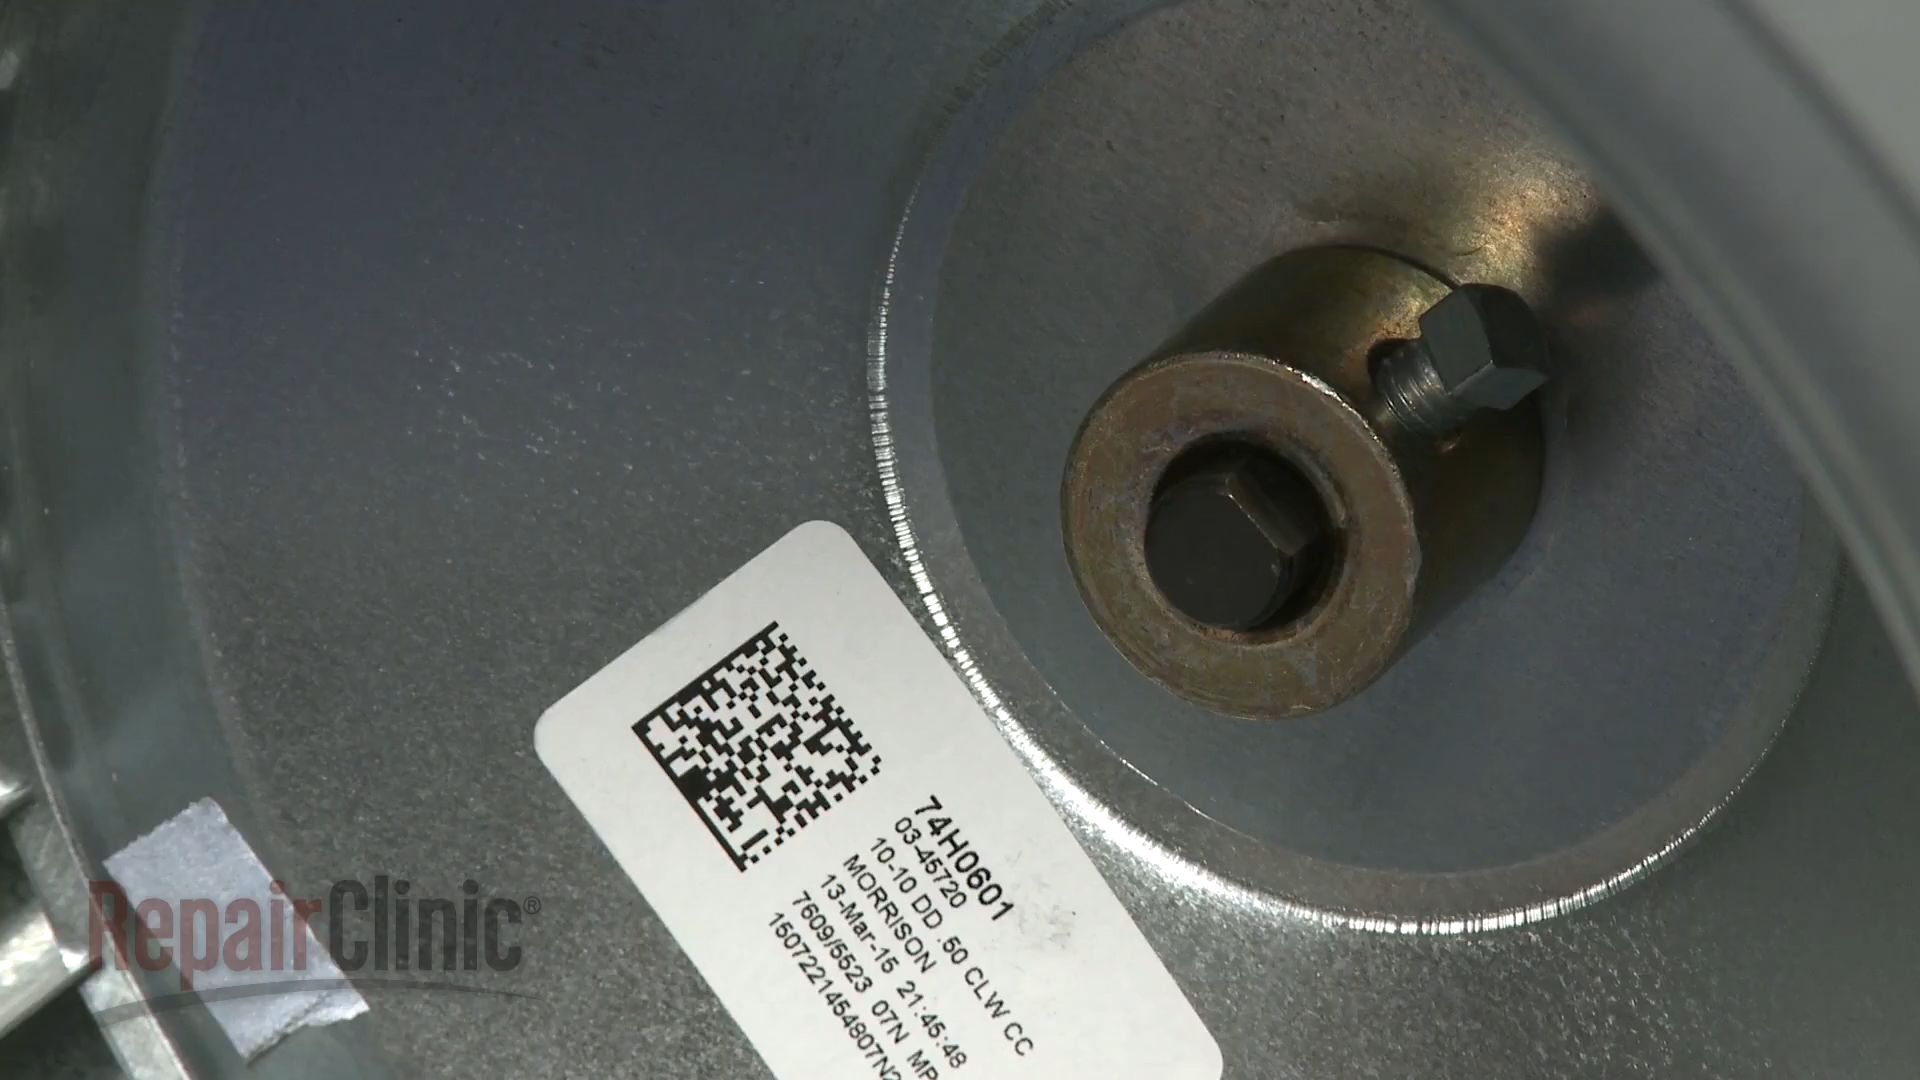 74H0601
03-45720
10-10 DD .50 CLW CC
MORRISON
13-Mar-15 21:45:48
7609/5523 07N MP
1507221454807N2
RepairClinic®